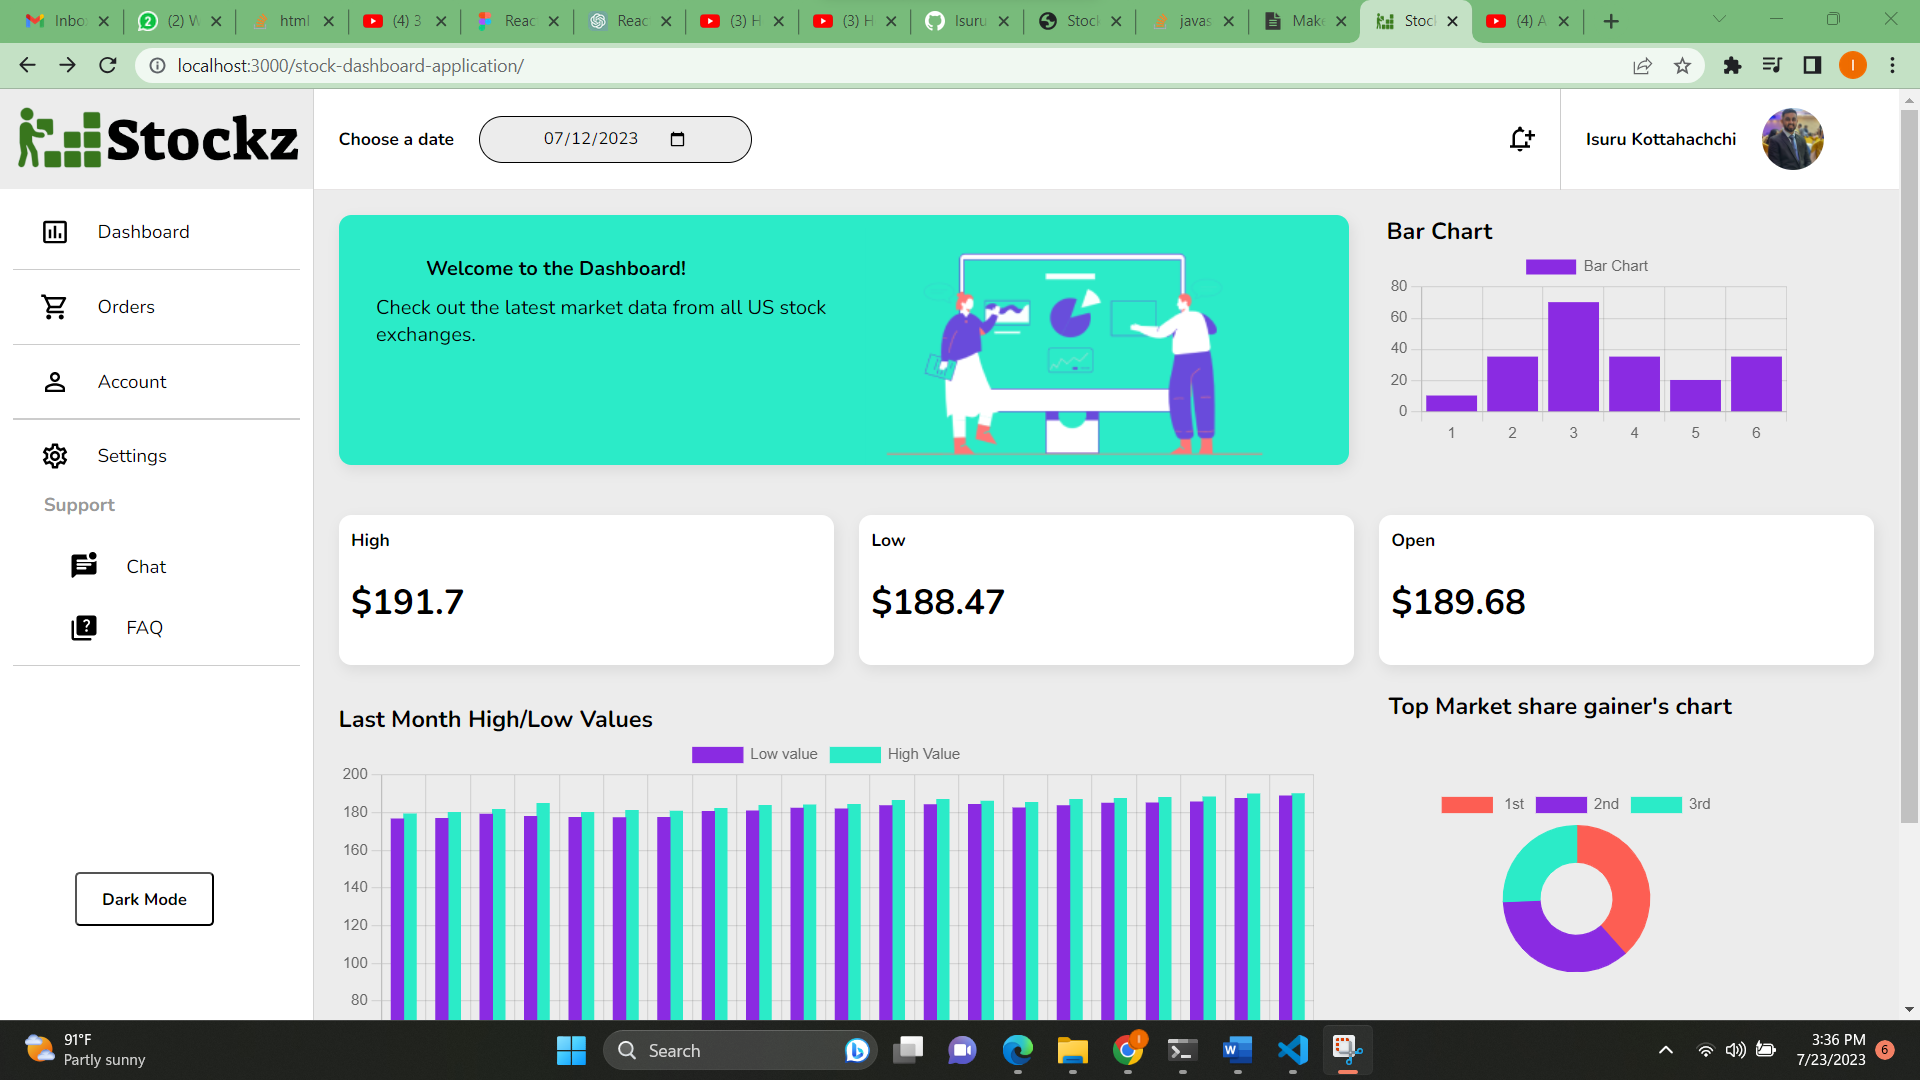 Inbo
(2) W
html
(4) 3
Reac
Reac
(3) H
(3) H
Isuru
Stock
javas
Make
Stock
(4) A
localhost:3000/stock-dashboard-application/
I
Stockz
Choose a date
07/12/2023
Isuru Kottahachchi
Dashboard
Orders
Account
Settings
Support
Chat
FAQ
Dark Mode
Welcome to the Dashboard!
Check out the latest market data from all US stock
exchanges.
Bar Chart
Bar Chart
80
60
40
20
0
1 2 3 4 5 6
High
$191.7
Low
$188.47
Open
$189.68
Last Month High/Low Values
Low value High Value
200
180
160
140
120
100
80
Top Market share gainer's chart
1st 2nd 3rd
91°F
Partly sunny
Search
3:36 PM
7/23/2023
6